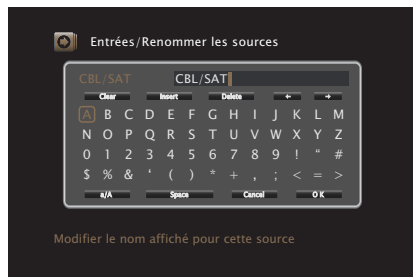 Entrées/Renommer les sources
CBL/SAT CBL/SAT
Clear Insert Delete ← →
A B C D E F G H I J K L M
N O P Q R S T U V W X Y Z
0 1 2 3 4 5 6 7 8 9 ! “ #
$ % & ‘ ( ) * + , ; < = >
a/A Space Cancel OK
Modifier le nom affiché pour cette source